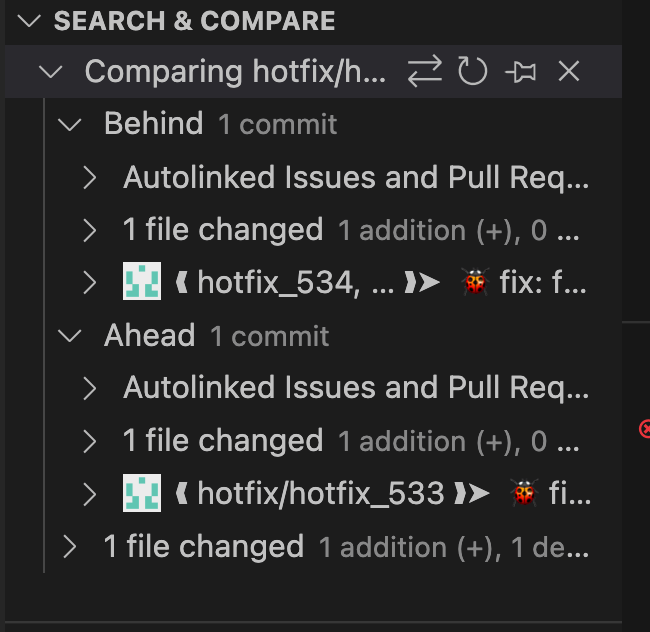 SEARCH & COMPARE
Comparing hotfix/h...
Behind 1 commit
Autolinked Issues and Pull Req...
1 file changed 1 addition (+), 0 ...
⟪ hotfix_534, ... ⟫➤ 🐞 fix: f...
Ahead 1 commit
Autolinked Issues and Pull Req...
1 file changed 1 addition (+), 0 ...
⟪ hotfix/hotfix_533 ⟫➤ 🐞 fi...
1 file changed 1 addition (+), 1 de...